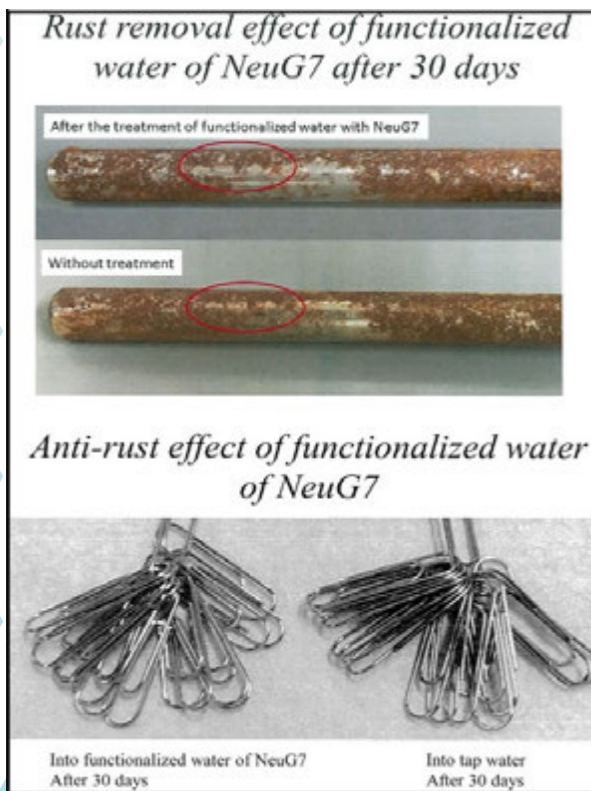 Rust removal effect of functionalized
water of NeuG7 after 30 days
After the treatment of functionalized water with NeuG7
Without treatment
Anti-rust effect of functionalized water
of NeuG7
Into functionalized water of NeuG7
After 30 days
Into tap water
After 30 days